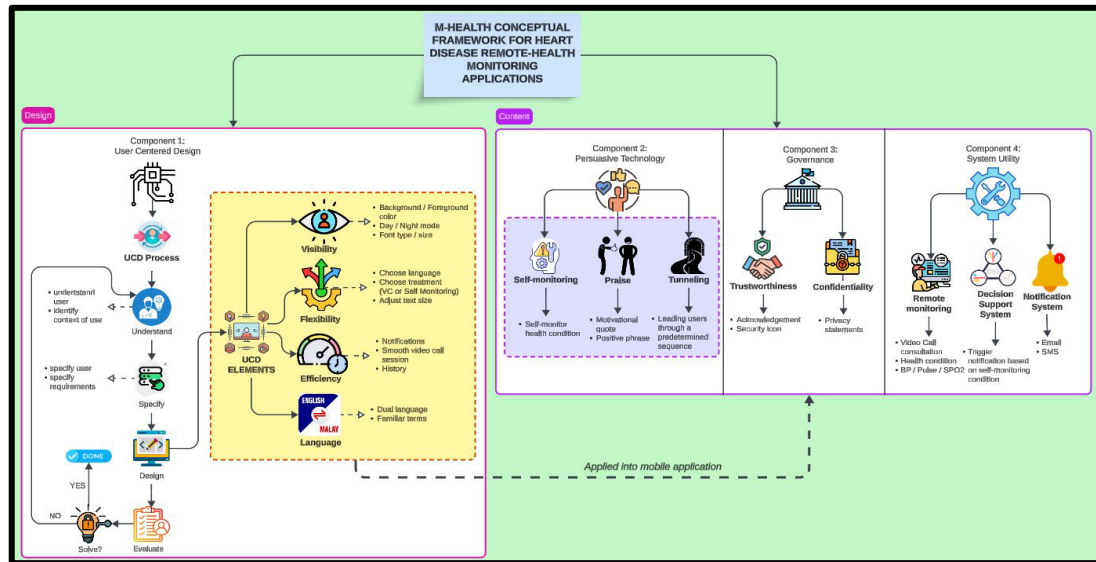 M-HEALTH CONCEPTUAL
FRAMEWORK FOR HEART
DISEASE REMOTE-HEALTH
MONITORING
APPLICATIONS
Design
Component 1:
User Centered Design
UCD Process
• understand
user
• identify
context of use
Understand
• specify user
• specify
requirements
Specify
Design
DONE
YES
NO
Solve?
Evaluate
UCD
ELEMENTS
Visibility
• Background / Foreground
color
• Day / Night mode
• Font type / size
Flexibility
• Choose language
• Choose treatment
(VC or Self Monitoring)
• Adjust text size
Efficiency
• Notifications
• Smooth video call
session
• History
ENGLISH
MALAY
Language
• Dual language
• Familiar terms
Content
Component 2:
Persuasive Technology
Self-monitoring
• Self-monitor
health condition
Praise
• Motivational
quote
• Positive phrase
Tunneling
• Leading users
through a
predetermined
sequence
Component 3:
Governance
Trustworthiness
• Acknowledgement
• Security icon
Confidentiality
• Privacy
statements
Component 4:
System Utility
Remote
monitoring
• Video Call
consultation
• Health condition
• BP / Pulse / SPO2
Decision
Support
System
• Trigger
notification based
on self-monitoring
condition
1
Notification
System
• Email
• SMS
Applied into mobile application